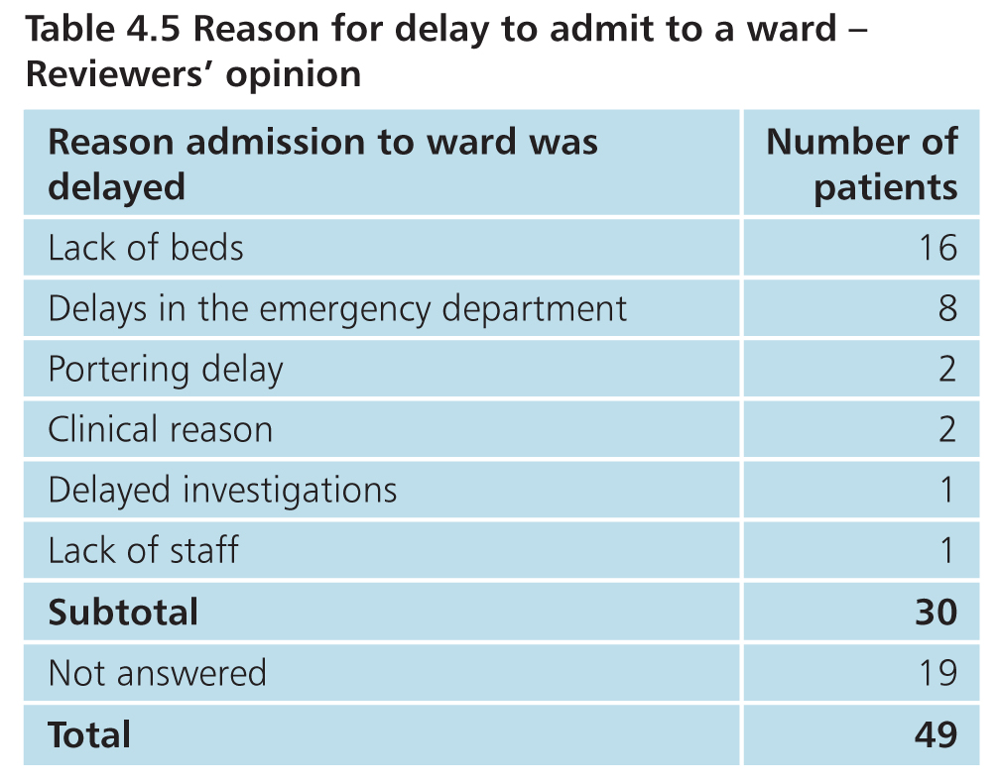 Table 4.5 Reason for delay to admit to a ward –
Reviewers’ opinion
Reason admission to ward was delayed Number of patients
Lack of beds 16
Delays in the emergency department 8
Portering delay 2
Clinical reason 2
Delayed investigations 1
Lack of staff 1
Subtotal 30
Not answered 19
Total 49